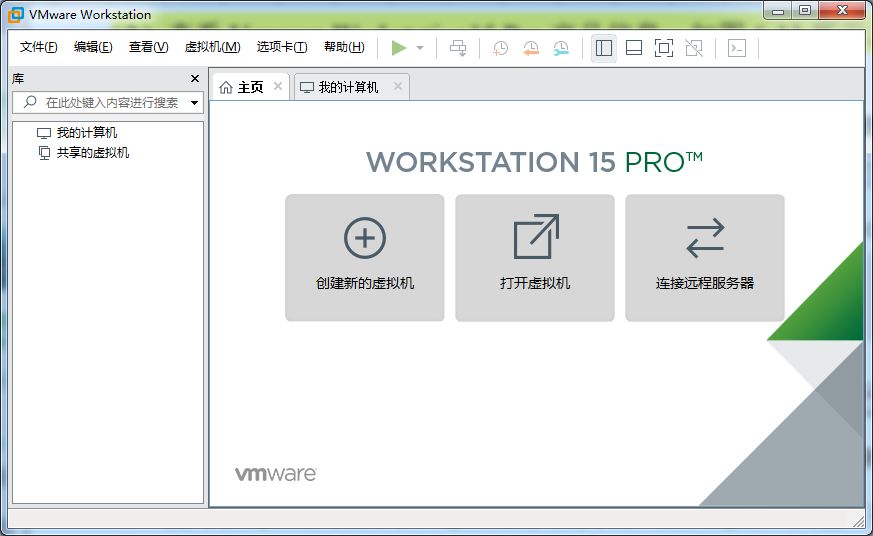 VMware Workstation
文件(F) 编辑(E) 查看(V) 虚拟机(M) 选项卡(T) 帮助(H)
库
在此处键入内容进行搜索
我的计算机
共享的虚拟机
主页 我的计算机
WORKSTATION 15 PRO™
创建新的虚拟机 打开虚拟机 连接远程服务器
vmware